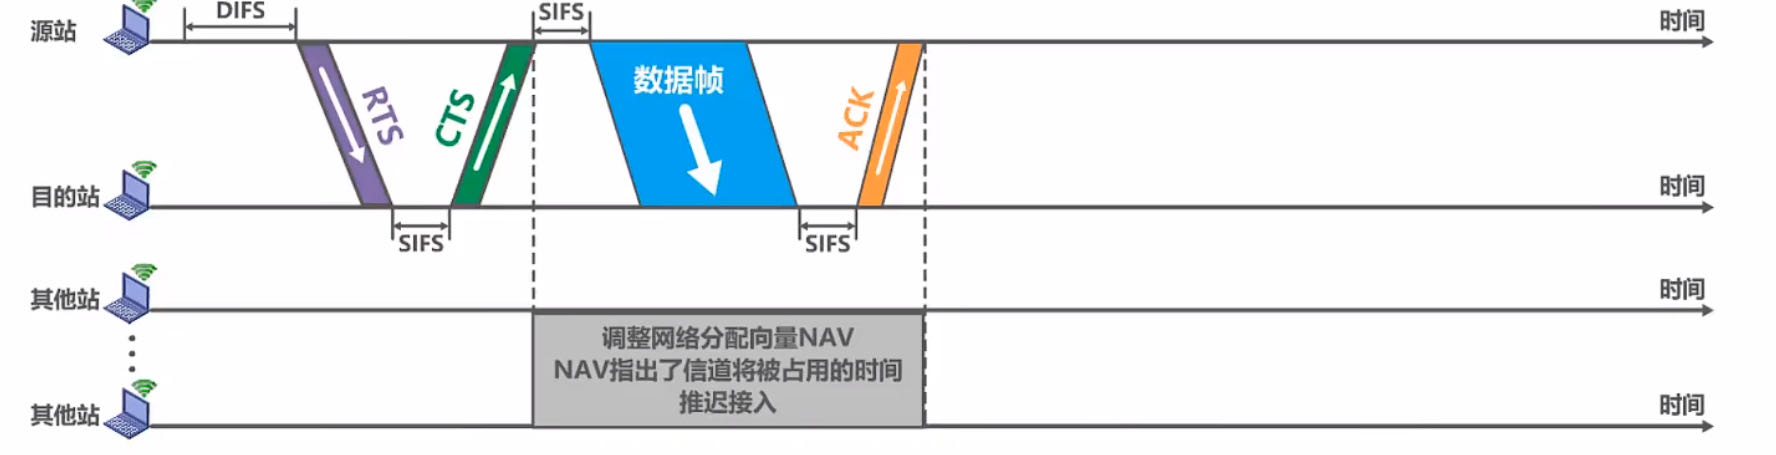 DIFS
SIFS
源站
时间
数据帧
RTS
CTS
ACK
目的站
时间
SIFS
SIFS
其他站
时间
调整网络分配向量NAV
NAV指出了信道将被占用的时间
推迟接入
其他站
时间